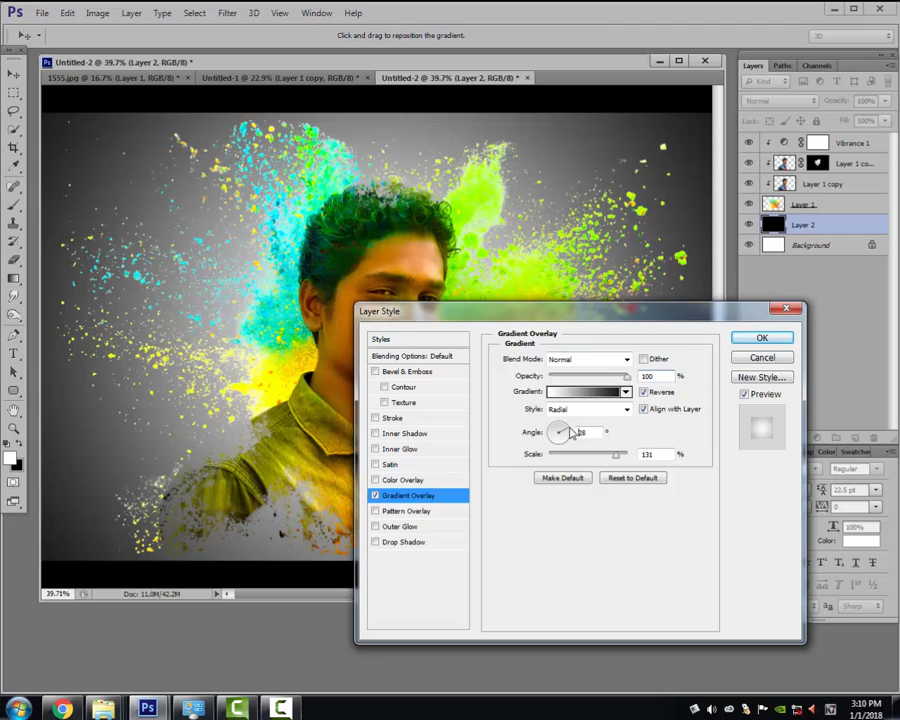 Ps File Edit Image Layer Type Select Filter 3D View Window Help
Click and drag to reposition the gradient.
3D
Ps Untitled-2 @ 39.7% (Layer 2, RGB/8) *
1555.jpg @ 16.7% (Layer 1, RGB/8) * × Untitled-1 @ 22.9% (Layer 1 copy, RGB/8) * × Untitled-2 @ 39.7% (Layer 2, RGB/8) * ×
Layers Paths Channels
Kind
Normal Opacity: 100%
Lock: Fill: 100%
Vibrance 1
Layer 1 co...
Layer 1 copy
Layer 1
Layer 2
Background
Layer Style
Styles
Blending Options: Default
Bevel & Emboss
Contour
Texture
Stroke
Inner Shadow
Inner Glow
Satin
Color Overlay
Gradient Overlay
Pattern Overlay
Outer Glow
Drop Shadow
Gradient Overlay
Gradient
Blend Mode: Normal Dither
Opacity: 100 %
Gradient: Reverse
Style: Radial Align with Layer
Angle: 28 °
Scale: 131 %
Make Default Reset to Default
OK
Cancel
New Style...
Preview
Swatches
Regular
22.5 pt
0
100%
Color:
T T
Sharp
39.71% Doc: 11.0M/42.2M
3:10 PM
1/1/2018